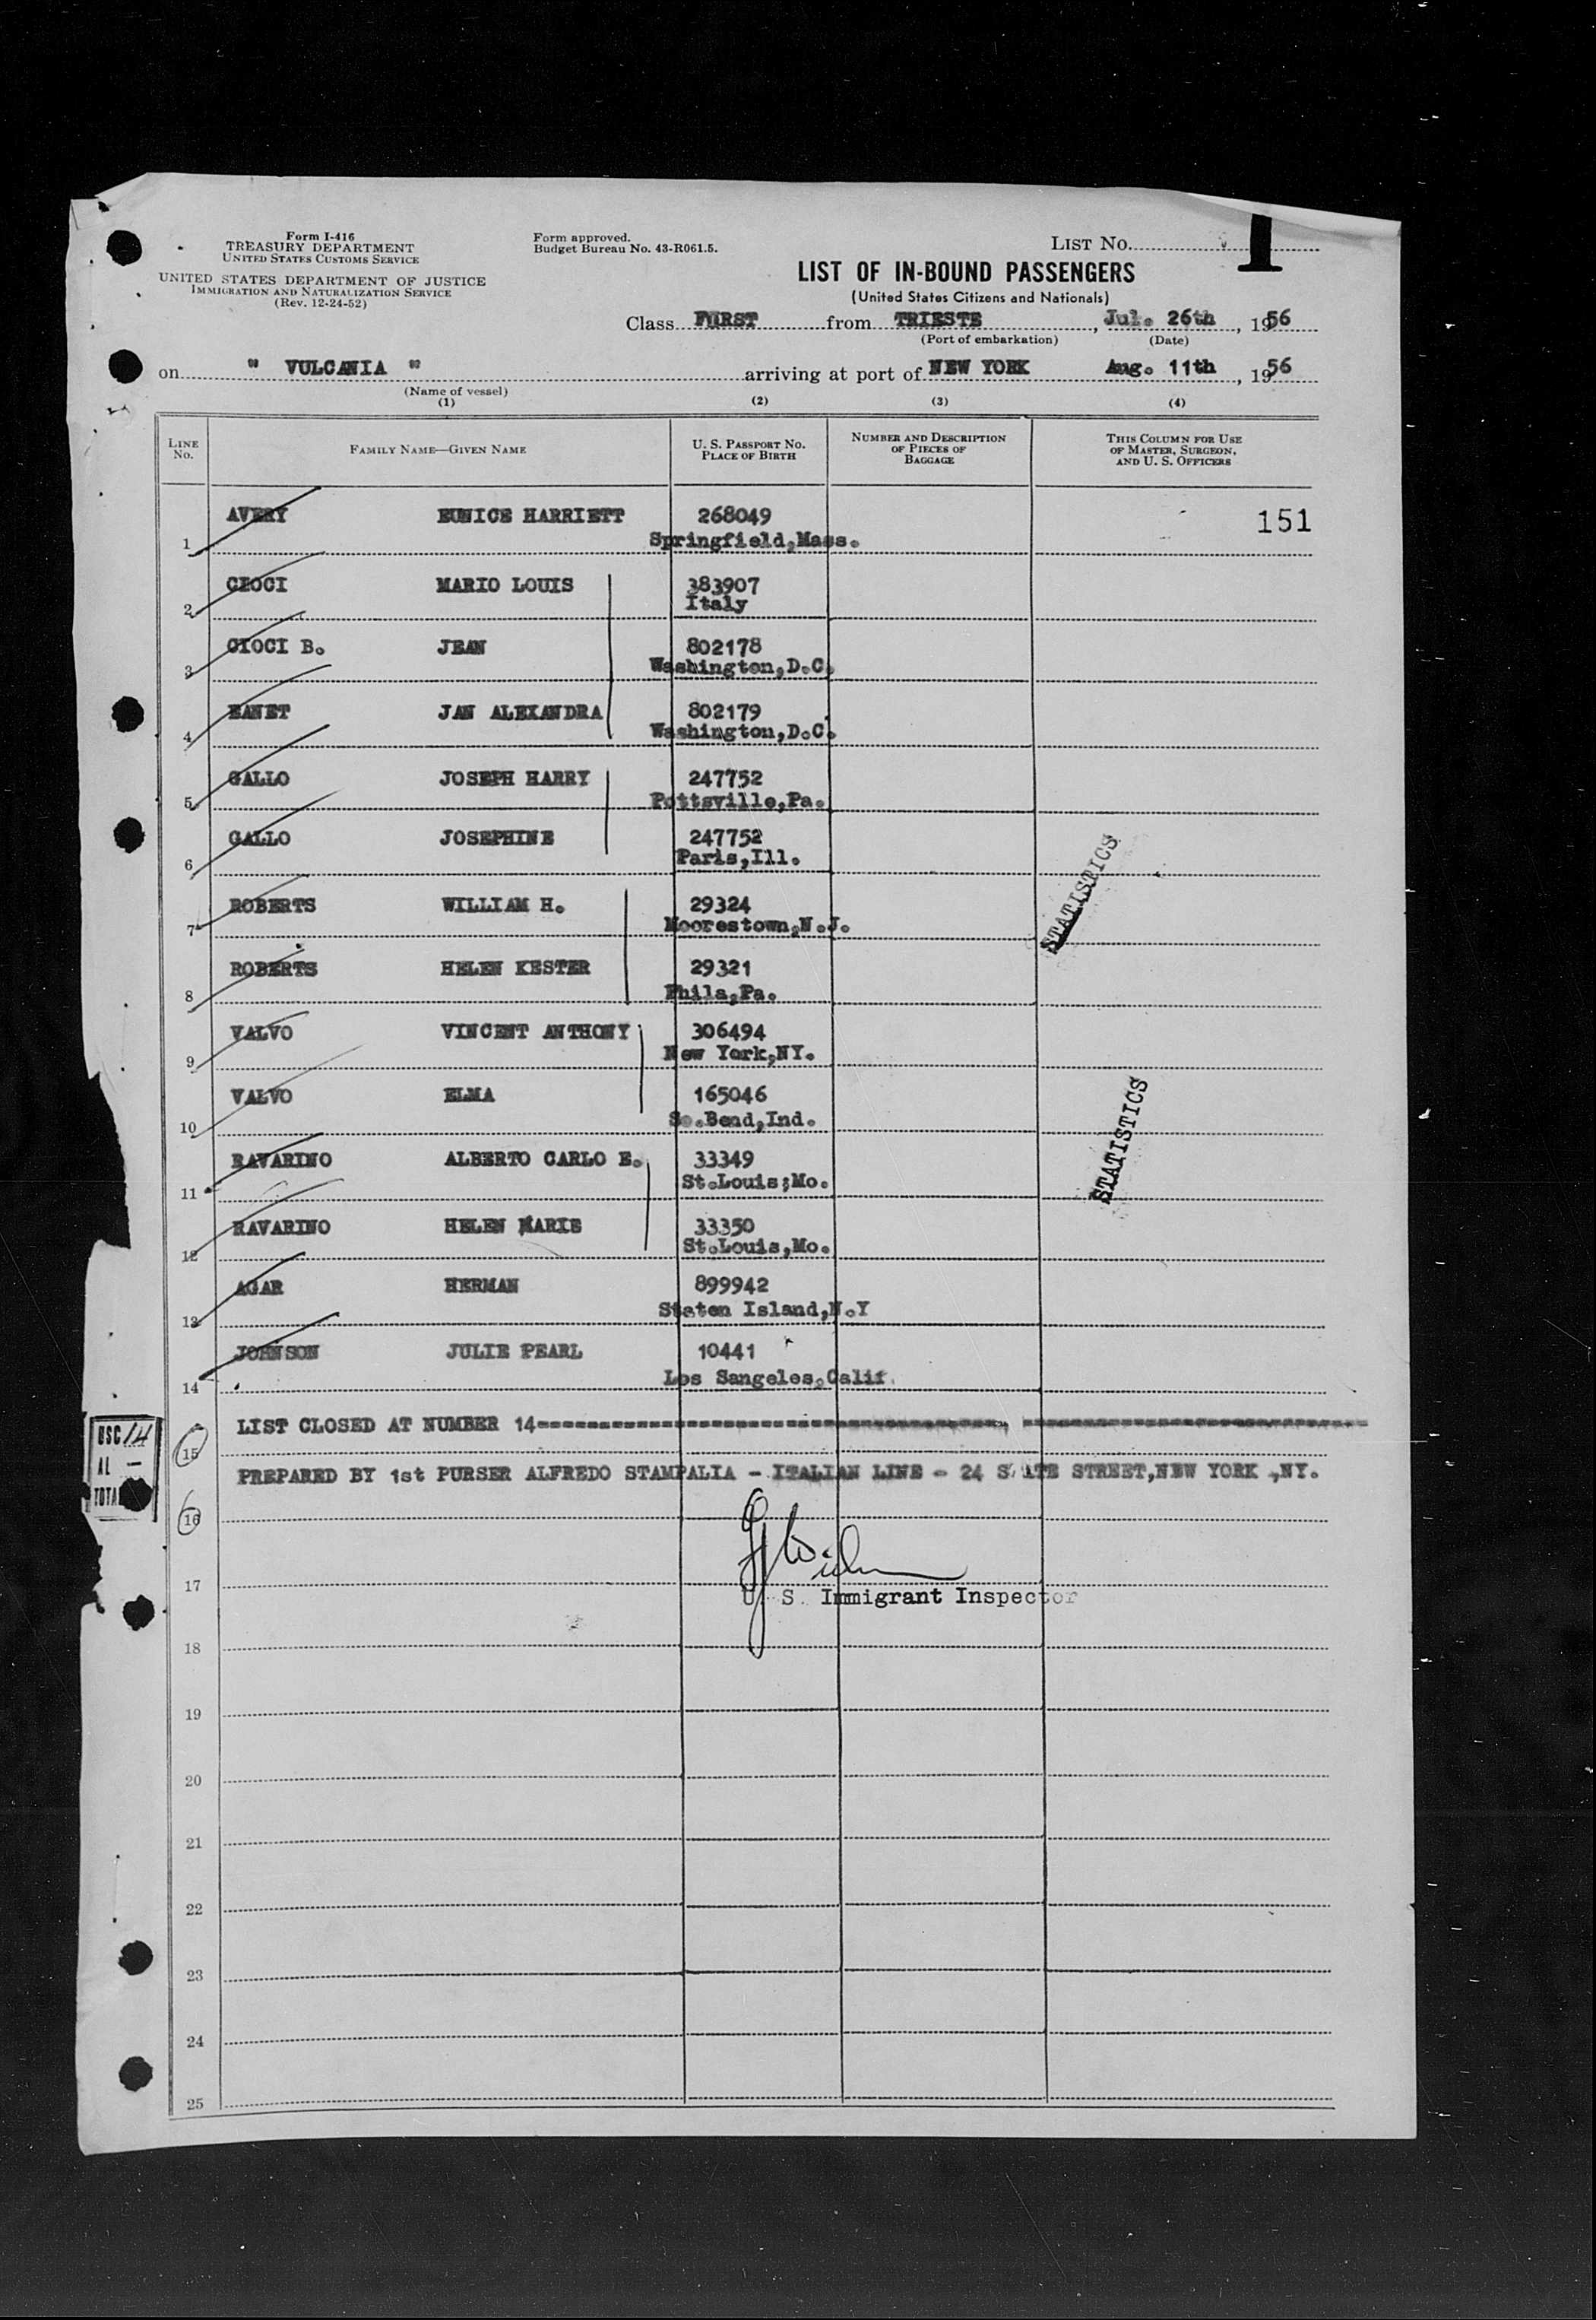 Form I-416
TREASURY DEPARTMENT
UNITED STATES CUSTOMS SERVICE
UNITED STATES DEPARTMENT OF JUSTICE
IMMIGRATION AND NATURALIZATION SERVICE
(Rev. 12-24-52)
Form approved.
Budget Bureau No. 43-R061.5.
LIST No. 1
LIST OF IN-BOUND PASSENGERS
(United States Citizens and Nationals)
Class FIRST from TRIESTE, Jul. 26th, 1956
(Port of embarkation) (Date)
on " VULCANIA " arriving at port of NEW YORK Aug. 11th, 1956
(Name of vessel)
(1) (2) (3) (4)
LINE No.
FAMILY NAME—GIVEN NAME
U. S. PASSPORT NO. PLACE OF BIRTH
NUMBER AND DESCRIPTION OF PIECES OF BAGGAGE
THIS COLUMN FOR USE OF MASTER, SURGEON, AND U. S. OFFICERS
AVERY EUNICE HARRIETT 268049 151
1 Springfield,Mass.
CIOCI MARIO LOUIS 383907
2 Italy
CIOCI B. JEAN 802178
3 Washington,D.C.
BANET JAN ALEXANDRA 802179
4 Washington,D.C.
GALLO JOSEPH HARRY 247752
5 Pottsville,Pa.
GALLO JOSEPHINE 247752
6 Paris,Ill.
ROBERTS WILLIAM H. 29324
7 Moorestown,N.J.
STATISTICS
ROBERTS HELEN KESTER 29321
8 Phila,Pa.
VALVO VINCENT ANTHONY 306494
9 New York,NY.
VALVO ELMA 165046
10 So.Bend,Ind.
STATISTICS
RAVARINO ALBERTO CARLO E. 33349
11 St.Louis;Mo.
RAVARINO HELEN MARIE 33350
12 St.Louis,Mo.
AGAR HERMAN 899942
13 Staten Island,N.Y
JOHNSON JULIE PEARL 10441
14 Los Sangeles,Calif.
LIST CLOSED AT NUMBER 14
15
USC 14
AL —
TOTAL
PREPARED BY 1st PURSER ALFREDO STAMPALIA - ITALIAN LINE - 24 STATE STREET,NEW YORK ,NY.
16
17
U. S. Immigrant Inspector
18
19
20
21
22
23
24
25